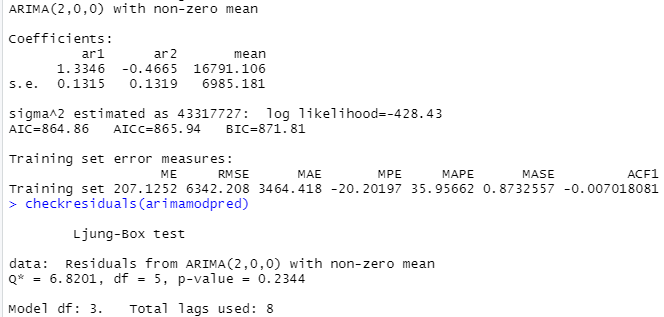 ARIMA(2,0,0) with non-zero mean
Coefficients:
ar1 ar2 mean
1.3346 -0.4665 16791.106
s.e. 0.1315 0.1319 6985.181
sigma^2 estimated as 43317727: log likelihood=-428.43
AIC=864.86 AICc=865.94 BIC=871.81
Training set error measures:
ME RMSE MAE MPE MAPE MASE ACF1
Training set 207.1252 6342.208 3464.418 -20.20197 35.95662 0.8732557 -0.007018081
> checkresiduals(arimamodpred)
Ljung-Box test
data: Residuals from ARIMA(2,0,0) with non-zero mean
Q* = 6.8201, df = 5, p-value = 0.2344
Model df: 3. Total lags used: 8